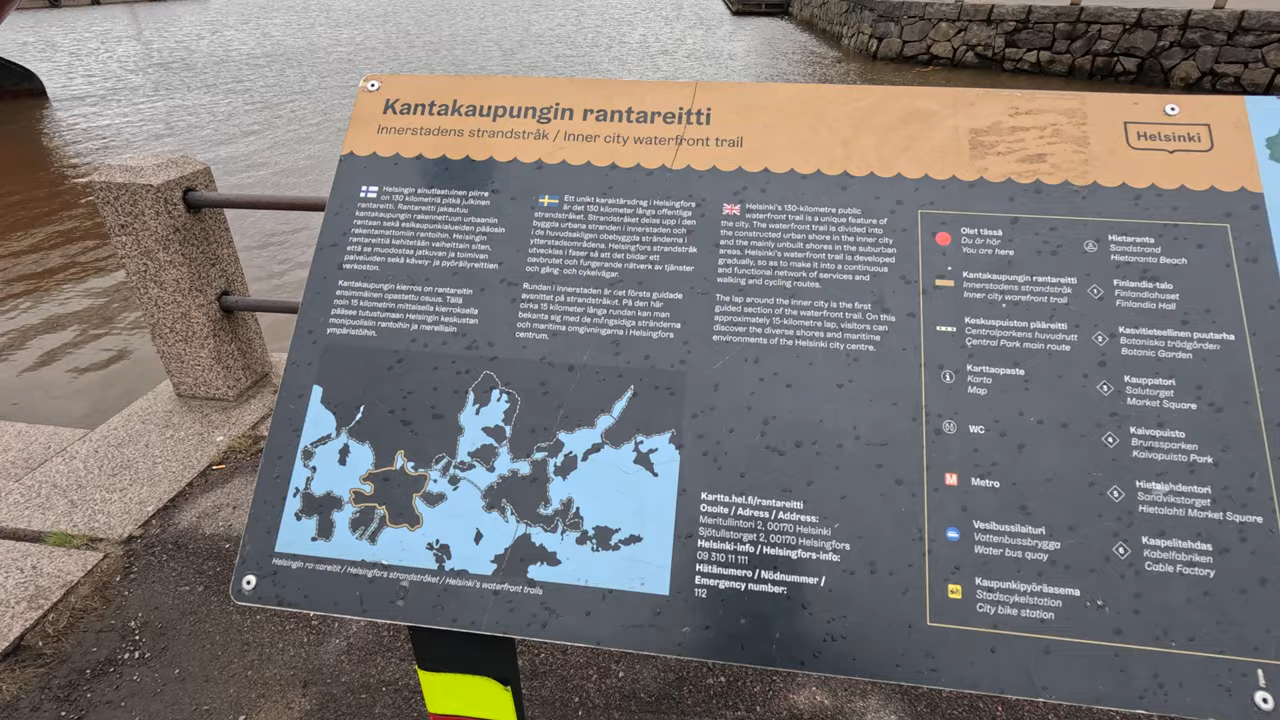 Kantakaupungin rantareitti
Innerstadens strandstråk / Inner city waterfront trail
Helsinki
Helsingin ainutlaatuinen piirre
on 130 kilometriä pitkä julkinen
rantareitti. Rantareitti jakautuu
kantakaupungin rakennettuun urbaaniin
rantaan sekä esikaupunkialueiden pääosin
rakentamattomiin rantoihin. Helsingin
rantareittiä kehitetään vaiheittain siten,
että se muodostaa jatkuvan ja toimivan
palveluiden sekä kävely- ja pyöräilyreittien
verkoston.
Kantakaupungin kierros on rantareitin
ensimmäinen opastettu osuus. Tällä
noin 15 kilometrin mittaisella kierroksella
pääsee tutustumaan Helsingin keskustan
monipuolisiin rantoihin ja merellisiin
ympäristöihin.
Ett unikt karaktärsdrag i Helsingfors
är det 130 kilometer långa offentliga
strandstråket. Strandstråket delas upp i den
byggda urbana stranden i innerstaden och
de huvudsakligen obebyggda stränderna i
ytterstadsområdena. Helsingfors strandstråk
utvecklas i faser så att det bildar ett
oavbrutet och fungerande nätverk av tjänster
och gång- och cykelvägar.
Rundan i innerstaden är det första guidade
avsnittet på strandstråket. På den här
cirka 15 kilometer långa rundan kan man
bekanta sig med de mångsidiga stränderna
och maritima omgivningarna i Helsingfors
centrum.
Helsinki's 130-kilometre public
waterfront trail is a unique feature of
the city. The waterfront trail is divided into
the constructed urban shore in the inner city
and the mainly unbuilt shores in the suburban
areas. Helsinki's waterfront trail is developed
gradually, so as to make it into a continuous
and functional network of services and
walking and cycling routes.
The lap around the inner city is the first
guided section of the waterfront trail. On this
approximately 15-kilometre lap, visitors can
discover the diverse shores and maritime
environments of the Helsinki city centre.
Helsingin rantareitit / Helsingfors strandstråket / Helsinki's waterfront trails
Kartta.hel.fi/rantareitti
Osoite / Adress / Address:
Meritullintori 2, 00170 Helsinki
Sjötullstorget 2, 00170 Helsingfors
Helsinki-info / Helsingfors-info:
09 310 11 111
Hätänumero / Nödnummer /
Emergency number:
112
Olet tässä
Du är här
You are here
Kantakaupungin rantareitti
Innerstadens strandstråk
Inner city warefront trail
Keskuspuiston pääreitti
Centralparkens huvudrutt
Central Park main route
i
Karttaopaste
Karta
Map
WC
M
Metro
Vesibussilaituri
Vattenbussbrygga
Water bus quay
Kaupunkipyöräasema
Stadscykelstation
City bike station
Hietaranta
Sandstrand
Hietaranta Beach
1
Finlandia-talo
Finlandiahuset
Finlandia Hall
2
Kasvitieteellinen puutarha
Botaniska trädgården
Botanic Garden
3
Kauppatori
Salutorget
Market Square
4
Kaivopuisto
Brunssparken
Kaivopuisto Park
5
Hietalahdentori
Sandvikstorget
Hietalahti Market Square
6
Kaapelitehdas
Kabelfabriken
Cable Factory